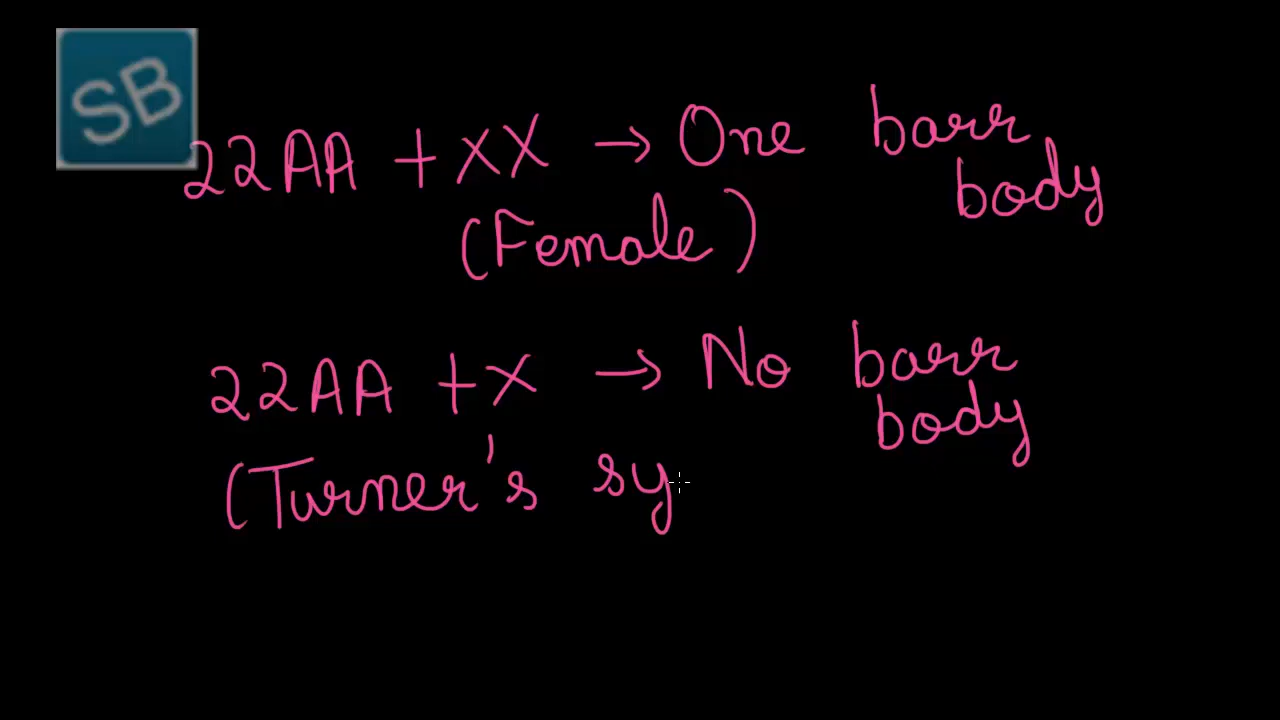 SB
22AA + XX → One barr
body
(Female)
22AA + X → No barr
body
(Turner's sy